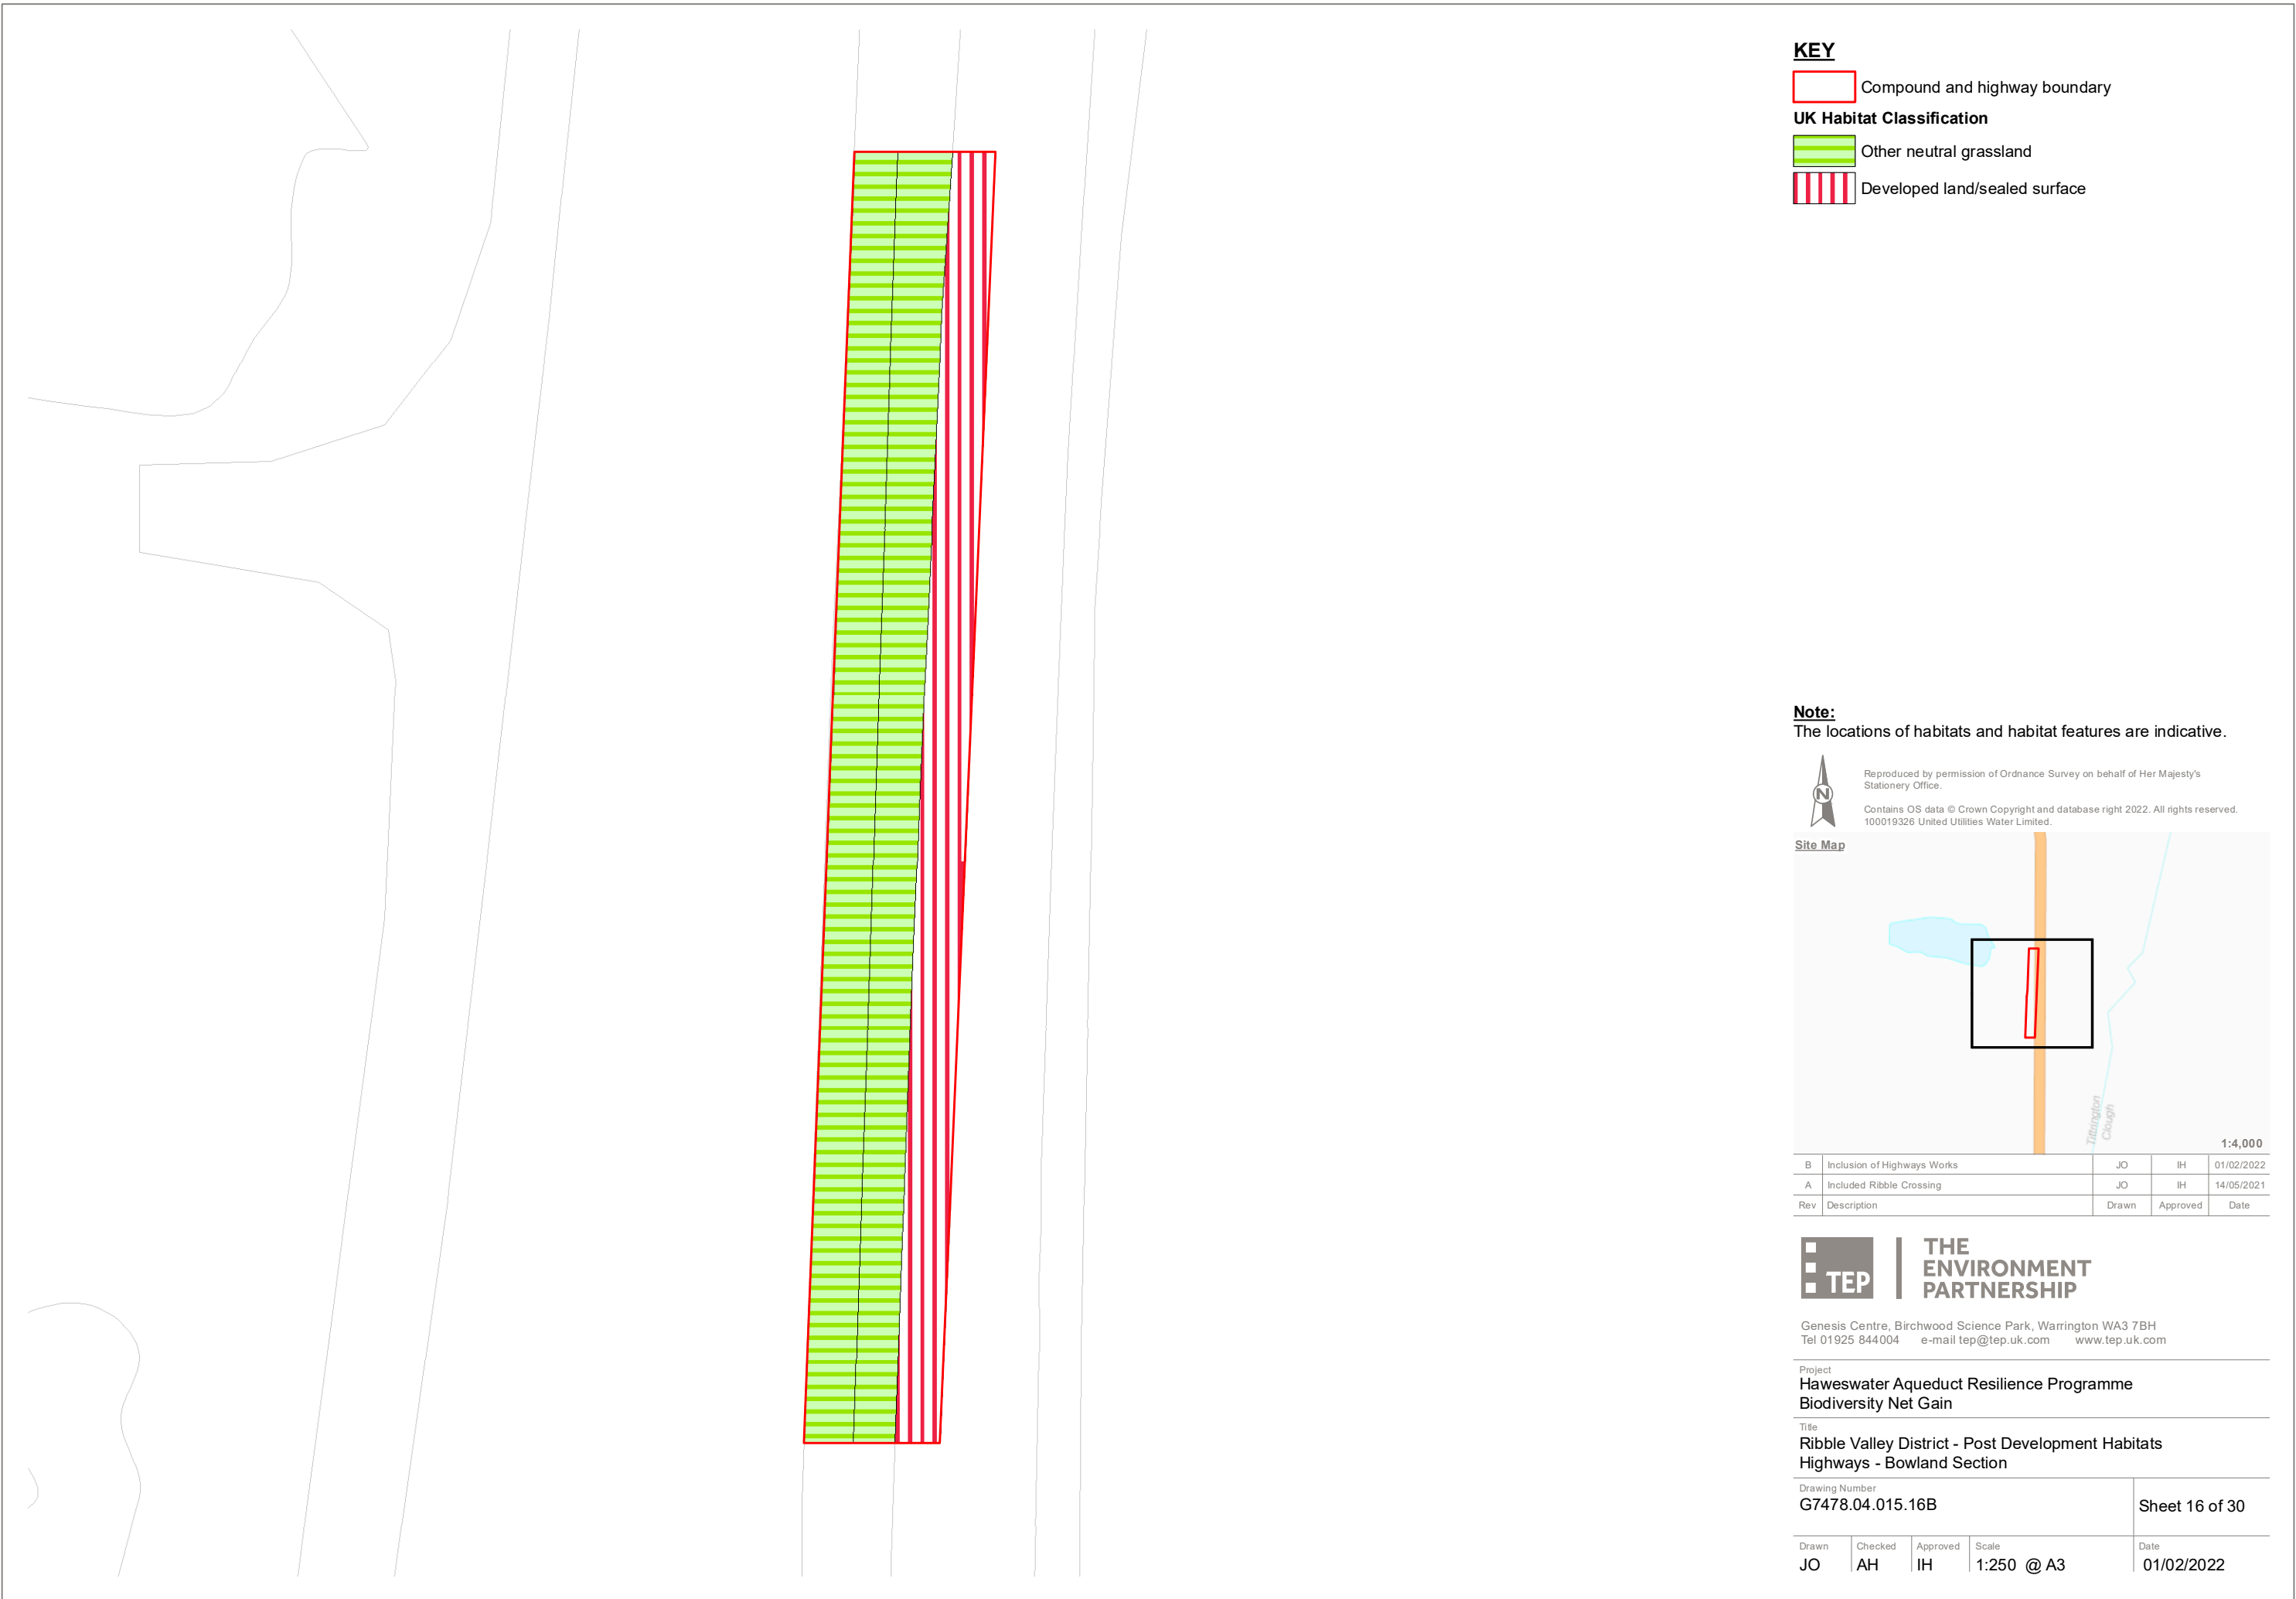 KEY
Compound and highway boundary
UK Habitat Classification
Other neutral grassland
Developed land/sealed surface
Note:
The locations of habitats and habitat features are indicative.
N
Reproduced by permission of Ordnance Survey on behalf of Her Majesty's
Stationery Office.
Contains OS data © Crown Copyright and database right 2022. All rights reserved.
100019326 United Utilities Water Limited.
Site Map
Tittrington
Clough
1:4,000
B Inclusion of Highways Works JO IH 01/02/2022
A Included Ribble Crossing JO IH 14/05/2021
Rev Description Drawn Approved Date
TEP
THE
ENVIRONMENT
PARTNERSHIP
Genesis Centre, Birchwood Science Park, Warrington WA3 7BH
Tel 01925 844004 e-mail tep@tep.uk.com www.tep.uk.com
Project
Haweswater Aqueduct Resilience Programme
Biodiversity Net Gain
Title
Ribble Valley District - Post Development Habitats
Highways - Bowland Section
Drawing Number
G7478.04.015.16B
Sheet 16 of 30
Drawn Checked Approved Scale Date
JO AH IH 1:250 @ A3 01/02/2022